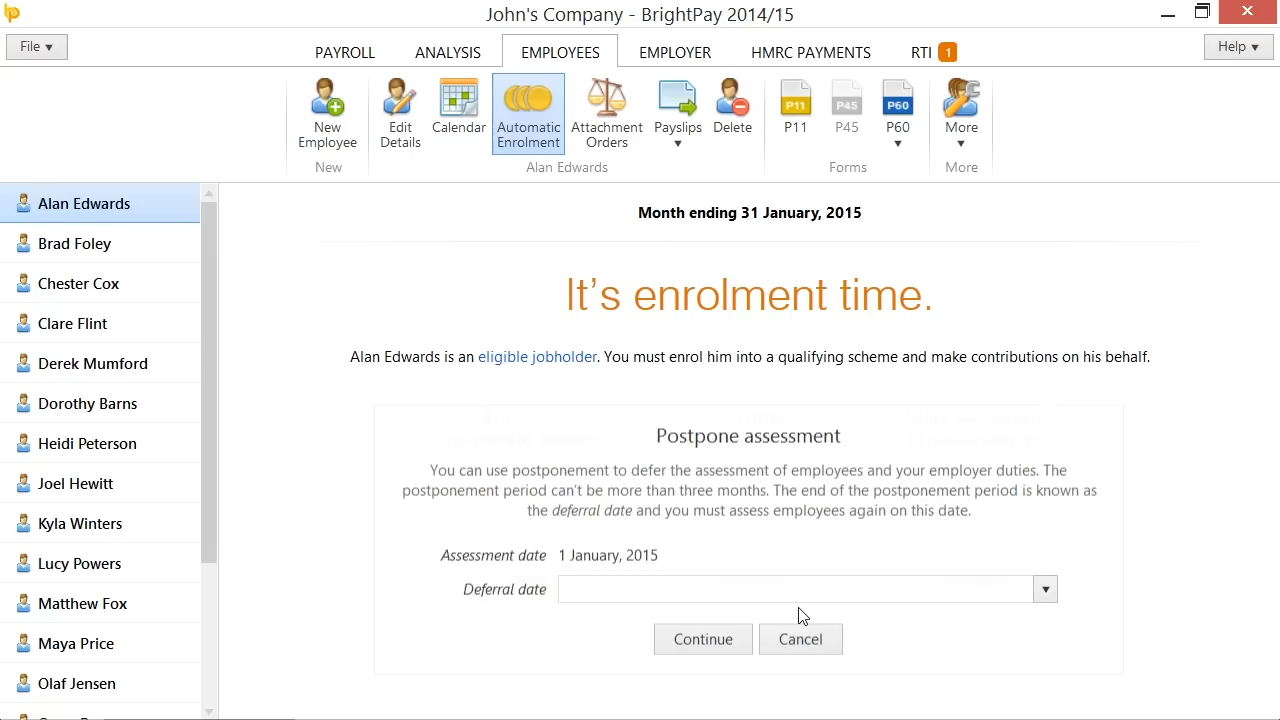 John's Company - BrightPay 2014/15
File
PAYROLL
ANALYSIS
EMPLOYEES
EMPLOYER
HMRC PAYMENTS
RTI 1
Help
New
Employee
Edit
Details
Calendar
Automatic
Enrolment
Attachment
Orders
Payslips
Delete
P11
P11
P45
P45
P60
P60
More
New
Alan Edwards
Forms
More
Alan Edwards
Brad Foley
Chester Cox
Clare Flint
Derek Mumford
Dorothy Barns
Heidi Peterson
Joel Hewitt
Kyla Winters
Lucy Powers
Matthew Fox
Maya Price
Olaf Jensen
Month ending 31 January, 2015
It's enrolment time.
Alan Edwards is an eligible jobholder. You must enrol him into a qualifying scheme and make contributions on his behalf.
Postpone assessment
You can use postponement to defer the assessment of employees and your employer duties. The
postponement period can't be more than three months. The end of the postponement period is known as
the deferral date and you must assess employees again on this date.
Assessment date 1 January, 2015
Deferral date
Continue
Cancel